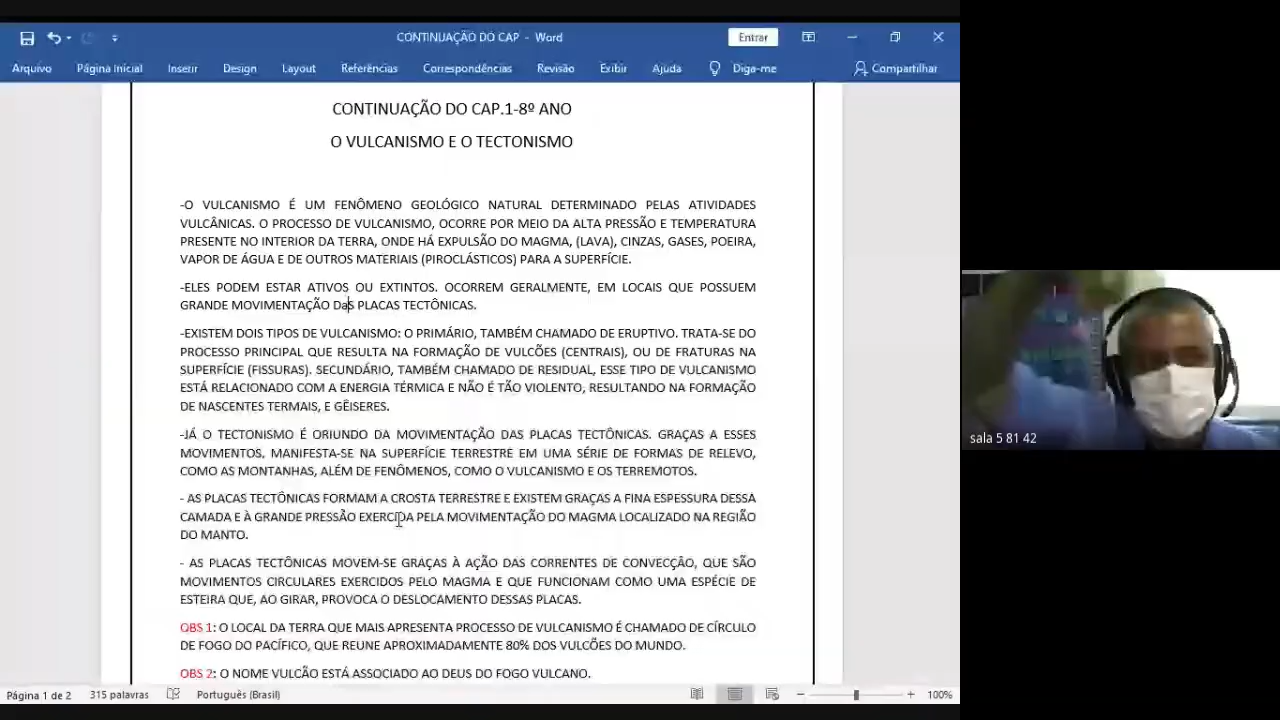 CONTINUAÇÃO DO CAP - Word
Entrar
Arquivo Página Inicial Inserir Design Layout Referências Correspondências Revisão Exibir Ajuda Diga-me Compartilhar
CONTINUAÇÃO DO CAP.1-8º ANO
O VULCANISMO E O TECTONISMO
-O VULCANISMO É UM FENÔMENO GEOLÓGICO NATURAL DETERMINADO PELAS ATIVIDADES
VULCÂNICAS. O PROCESSO DE VULCANISMO, OCORRE POR MEIO DA ALTA PRESSÃO E TEMPERATURA
PRESENTE NO INTERIOR DA TERRA, ONDE HÁ EXPULSÃO DO MAGMA, (LAVA), CINZAS, GASES, POEIRA,
VAPOR DE ÁGUA E DE OUTROS MATERIAIS (PIROCLÁSTICOS) PARA A SUPERFÍCIE.
-ELES PODEM ESTAR ATIVOS OU EXTINTOS. OCORREM GERALMENTE, EM LOCAIS QUE POSSUEM
GRANDE MOVIMENTAÇÃO DaS PLACAS TECTÔNICAS.
-EXISTEM DOIS TIPOS DE VULCANISMO: O PRIMÁRIO, TAMBÉM CHAMADO DE ERUPTIVO. TRATA-SE DO
PROCESSO PRINCIPAL QUE RESULTA NA FORMAÇÃO DE VULCÕES (CENTRAIS), OU DE FRATURAS NA
SUPERFÍCIE (FISSURAS). SECUNDÁRIO, TAMBÉM CHAMADO DE RESIDUAL, ESSE TIPO DE VULCANISMO
ESTÁ RELACIONADO COM A ENERGIA TÉRMICA E NÃO É TÃO VIOLENTO, RESULTANDO NA FORMAÇÃO
DE NASCENTES TERMAIS, E GÊISERES.
-JÁ O TECTONISMO É ORIUNDO DA MOVIMENTAÇÃO DAS PLACAS TECTÔNICAS. GRAÇAS A ESSES
MOVIMENTOS, MANIFESTA-SE NA SUPERFÍCIE TERRESTRE EM UMA SÉRIE DE FORMAS DE RELEVO,
COMO AS MONTANHAS, ALÉM DE FENÔMENOS, COMO O VULCANISMO E OS TERREMOTOS.
- AS PLACAS TECTÔNICAS FORMAM A CROSTA TERRESTRE E EXISTEM GRAÇAS A FINA ESPESSURA DESSA
CAMADA E À GRANDE PRESSÃO EXERCIDA PELA MOVIMENTAÇÃO DO MAGMA LOCALIZADO NA REGIÃO
DO MANTO.
- AS PLACAS TECTÔNICAS MOVEM-SE GRAÇAS À AÇÃO DAS CORRENTES DE CONVECÇÃO, QUE SÃO
MOVIMENTOS CIRCULARES EXERCIDOS PELO MAGMA E QUE FUNCIONAM COMO UMA ESPÉCIE DE
ESTEIRA QUE, AO GIRAR, PROVOCA O DESLOCAMENTO DESSAS PLACAS.
OBS 1: O LOCAL DA TERRA QUE MAIS APRESENTA PROCESSO DE VULCANISMO É CHAMADO DE CÍRCULO
DE FOGO DO PACÍFICO, QUE REUNE APROXIMADAMENTE 80% DOS VULCÕES DO MUNDO.
OBS 2: O NOME VULCÃO ESTÁ ASSOCIADO AO DEUS DO FOGO VULCANO.
Página 1 de 2 315 palavras Português (Brasil) 100%
sala 5 81 42